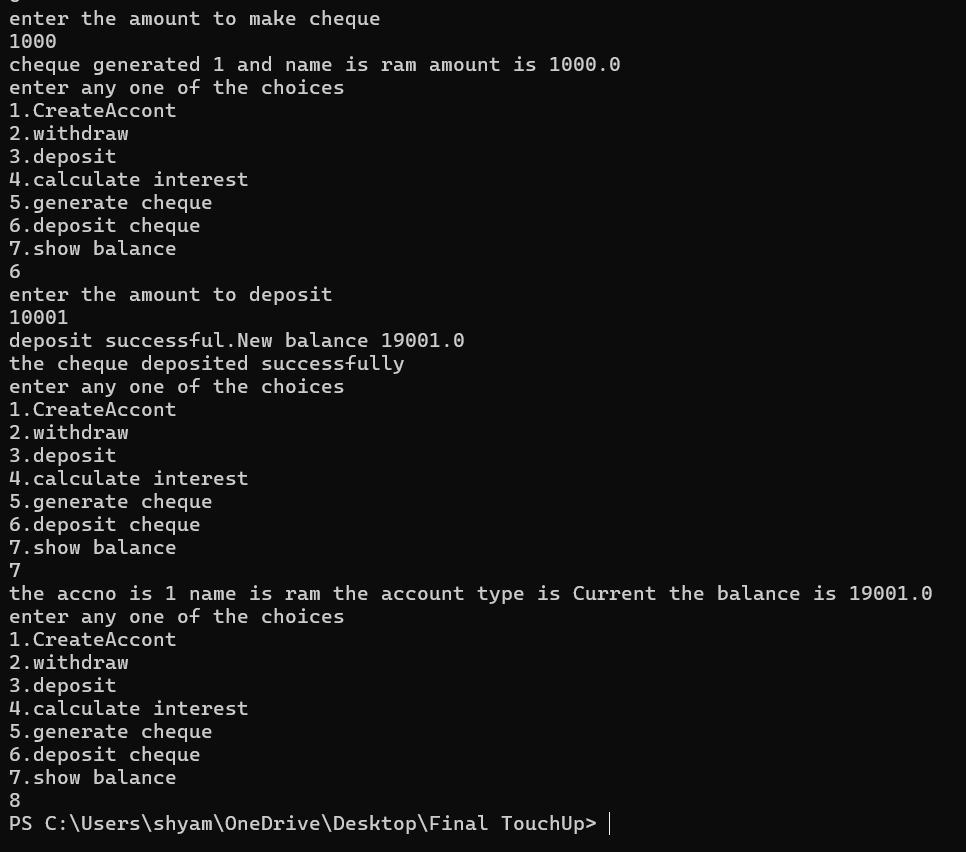 enter the amount to make cheque
1000
cheque generated 1 and name is ram amount is 1000.0
enter any one of the choices
1.CreateAccont
2.withdraw
3.deposit
4.calculate interest
5.generate cheque
6.deposit cheque
7.show balance
6
enter the amount to deposit
10001
deposit successful.New balance 19001.0
the cheque deposited successfully
enter any one of the choices
1.CreateAccont
2.withdraw
3.deposit
4.calculate interest
5.generate cheque
6.deposit cheque
7.show balance
7
the accno is 1 name is ram the account type is Current the balance is 19001.0
enter any one of the choices
1.CreateAccont
2.withdraw
3.deposit
4.calculate interest
5.generate cheque
6.deposit cheque
7.show balance
8
PS C:\Users\shyam\OneDrive\Desktop\Final TouchUp>